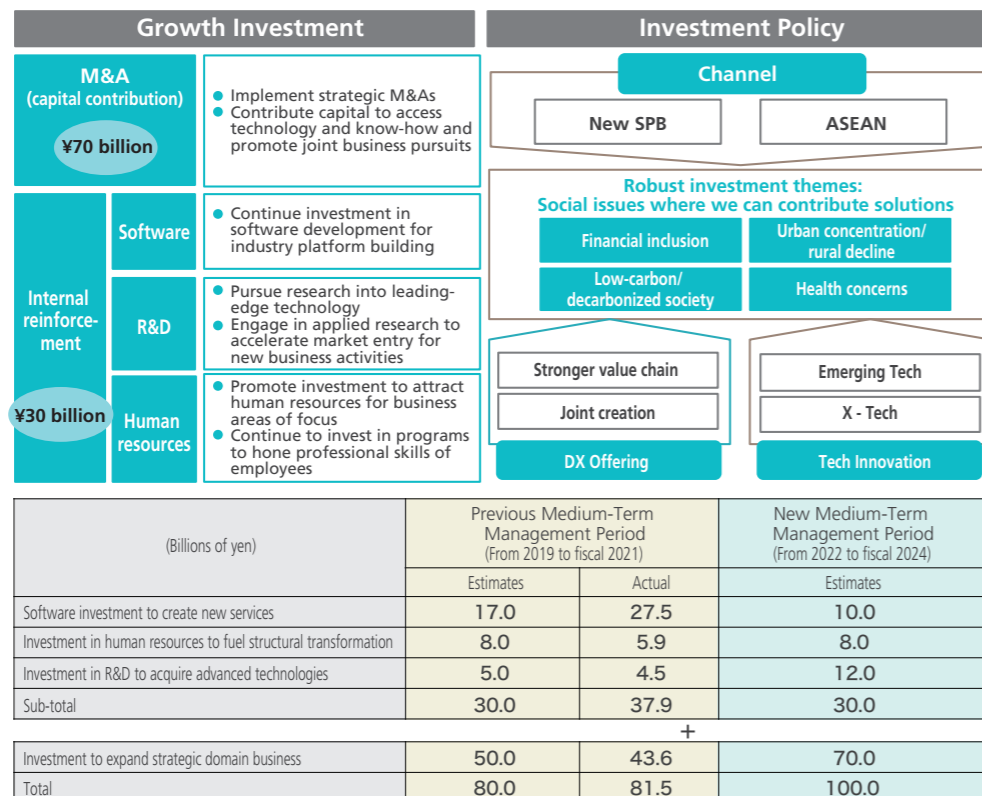 Growth Investment
M&A
(capital contribution)
¥70 billion
● Implement strategic M&As
● Contribute capital to access
technology and know-how and
promote joint business pursuits
Internal
reinforce-
ment
¥30 billion
Software
● Continue investment in
software development for
industry platform building
R&D
● Pursue research into leading-
edge technology
● Engage in applied research to
accelerate market entry for
new business activities
Human
resources
● Promote investment to attract
human resources for business
areas of focus
● Continue to invest in programs
to hone professional skills of
employees
Investment Policy
Channel
New SPB
ASEAN
Robust investment themes:
Social issues where we can contribute solutions
Financial inclusion
Urban concentration/
rural decline
Low-carbon/
decarbonized society
Health concerns
Stronger value chain
Joint creation
DX Offering
Emerging Tech
X - Tech
Tech Innovation
(Billions of yen)
Previous Medium-Term
Management Period
(From 2019 to fiscal 2021)
New Medium-Term
Management Period
(From 2022 to fiscal 2024)
Estimates Actual Estimates
Software investment to create new services 17.0 27.5 10.0
Investment in human resources to fuel structural transformation 8.0 5.9 8.0
Investment in R&D to acquire advanced technologies 5.0 4.5 12.0
Sub-total 30.0 37.9 30.0
+
Investment to expand strategic domain business 50.0 43.6 70.0
Total 80.0 81.5 100.0